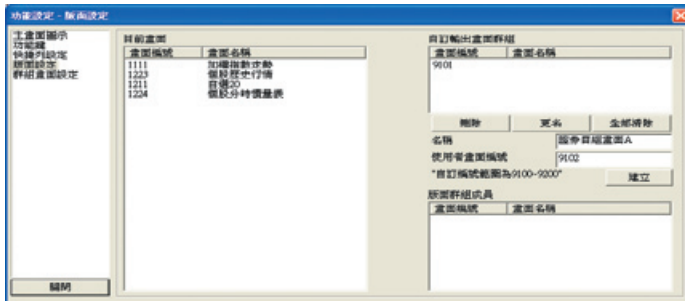 功能設定 - 版面設定
主畫面圖示
功能鍵
快捷列設定
版面設定
群組畫面設定
關閉
目前畫面
畫面編號 畫面名稱
1111 加權指數走勢
1223 個股歷史行情
1211 自選20
1224 個股分時價量表
自訂輸出畫面群組
畫面編號 畫面名稱
9101
刪除 更名 全部清除
名稱 證券自組畫面A
使用者畫面編號 9102
"自訂編號範圍為9100-9200" 建立
版面群組成員
畫面編號 畫面名稱